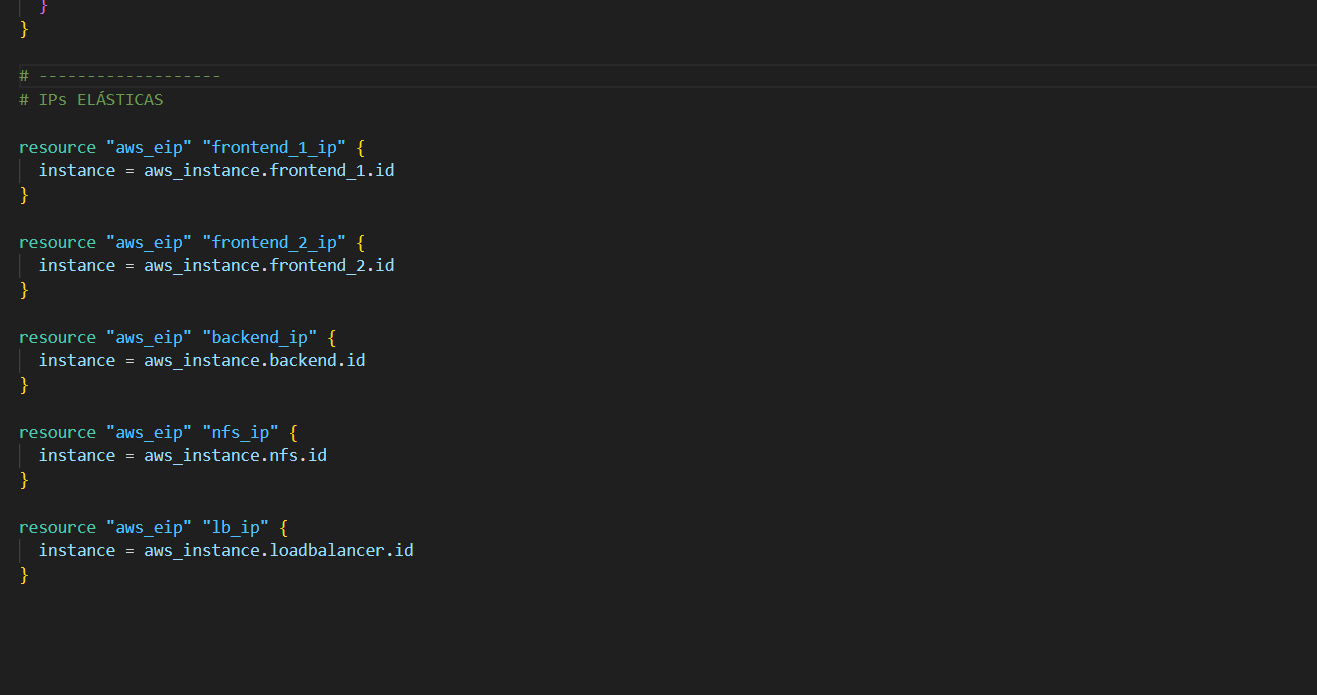 }
}
# -------------------
# IPs ELÁSTICAS
resource "aws_eip" "frontend_1_ip" {
instance = aws_instance.frontend_1.id
}
resource "aws_eip" "frontend_2_ip" {
instance = aws_instance.frontend_2.id
}
resource "aws_eip" "backend_ip" {
instance = aws_instance.backend.id
}
resource "aws_eip" "nfs_ip" {
instance = aws_instance.nfs.id
}
resource "aws_eip" "lb_ip" {
instance = aws_instance.loadbalancer.id
}